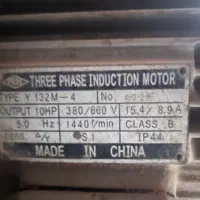 THREE PHASE INDUCTION MOTOR
TYPE Y 132M-4 No.
OUTPUT 10HP 380/660 V 15.4/8.9A
50 Hz 1440 r/min CLASS B
Δ/Y S1 IP44
MADE IN CHINA